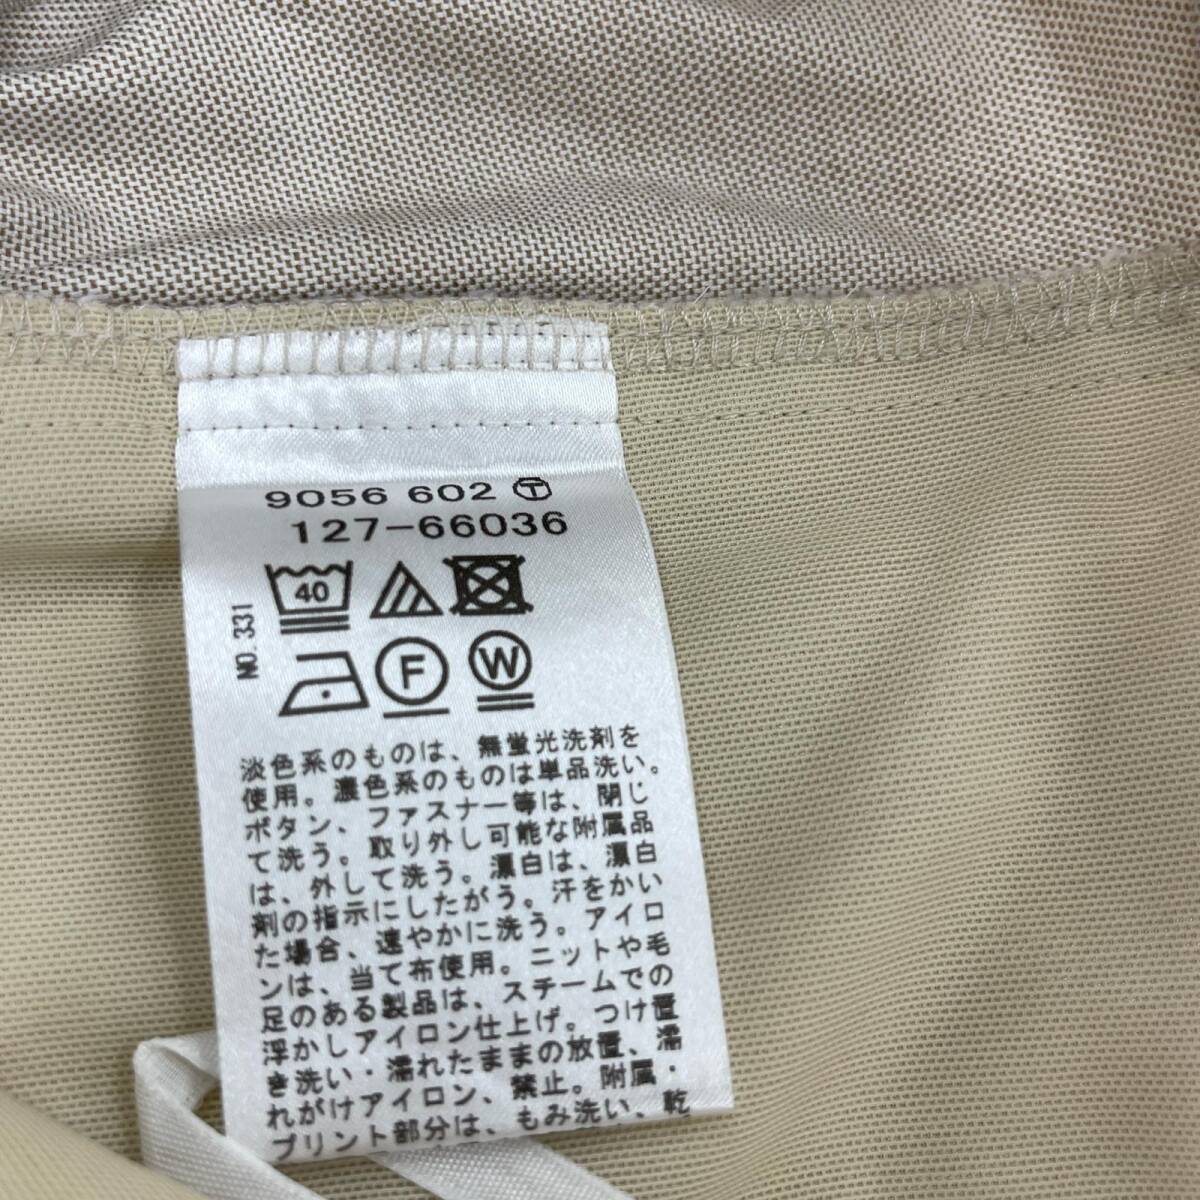 9056 602 Ⓣ
127-66036
NO.331
40
F
W
淡色系のものは、無蛍光洗剤を
使用。濃色系のものは単品洗い。
ボタン、ファスナー等は、閉じ
て洗う。取り外し可能な附属品
は、外して洗う。漂白は、漂白
剤の指示にしたがう。汗をかい
た場合、速やかに洗う。アイロ
ンは、当て布使用。ニットや毛
足のある製品は、スチームでの
浮かしアイロン仕上げ。つけ置
き洗い・濡れたままの放置、濡
れがけアイロン、禁止。附属・
プリント部分は、もみ洗い、乾